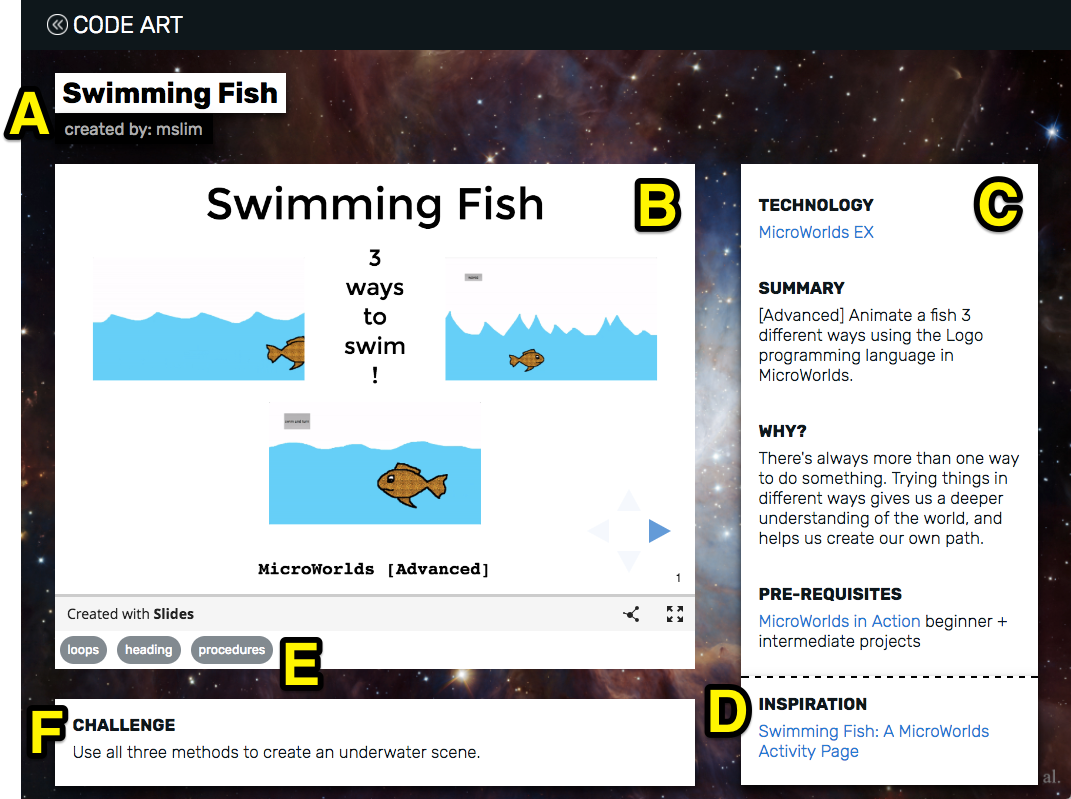 CODE ART
Swimming Fish
A
created by: mslim
Swimming Fish
B
3
ways
to
swim
!
MicroWorlds [Advanced]
1
Created with Slides
loops heading procedures
E
F
CHALLENGE
Use all three methods to create an underwater scene.
C
TECHNOLOGY
MicroWorlds EX
SUMMARY
[Advanced] Animate a fish 3
different ways using the Logo
programming language in
MicroWorlds.
WHY?
There's always more than one way
to do something. Trying things in
different ways gives us a deeper
understanding of the world, and
helps us create our own path.
PRE-REQUISITES
MicroWorlds in Action beginner +
intermediate projects
D
INSPIRATION
Swimming Fish: A MicroWorlds
Activity Page
al.